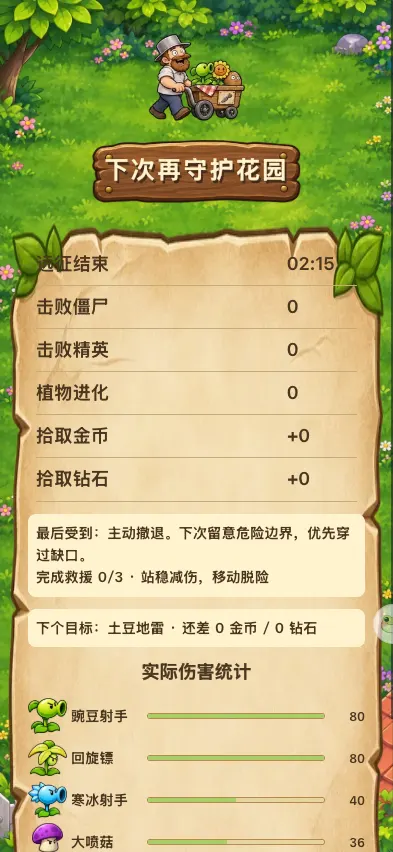 下次再守护花园
远征结束 02:15
击败僵尸 0
击败精英 0
植物进化 0
拾取金币 +0
拾取钻石 +0
最后受到：主动撤退。下次留意危险边界，优先穿
过缺口。
完成救援 0/3 · 站稳减伤，移动脱险
下个目标：土豆地雷 · 还差 0 金币 / 0 钻石
实际伤害统计
豌豆射手 80
回旋镖 80
寒冰射手 40
大喷菇 36